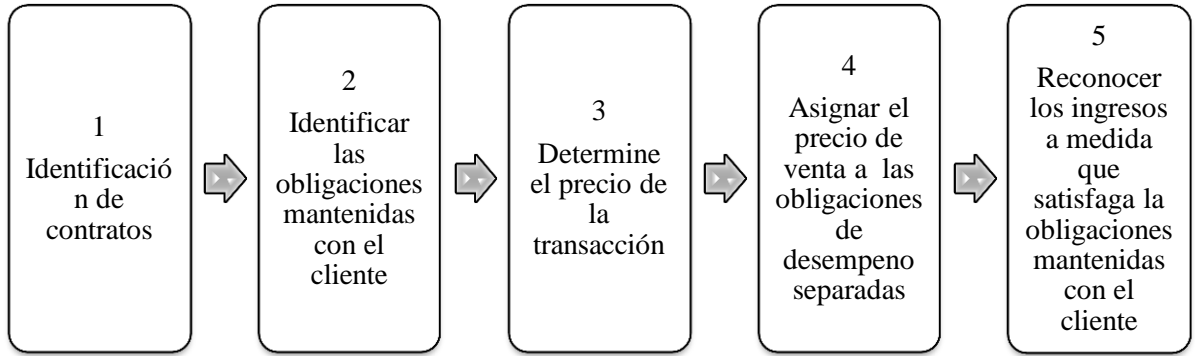 1
Identificació
n de
contratos
2
Identificar
las
obligaciones
mantenidas
con el
cliente
3
Determine
el precio de
la
transacción
4
Asignar el
precio de
venta a  las
obligaciones
de
desempeno
separadas
5
Reconocer
los ingresos
a medida
que
satisfaga la
obligaciones
mantenidas
con el
cliente